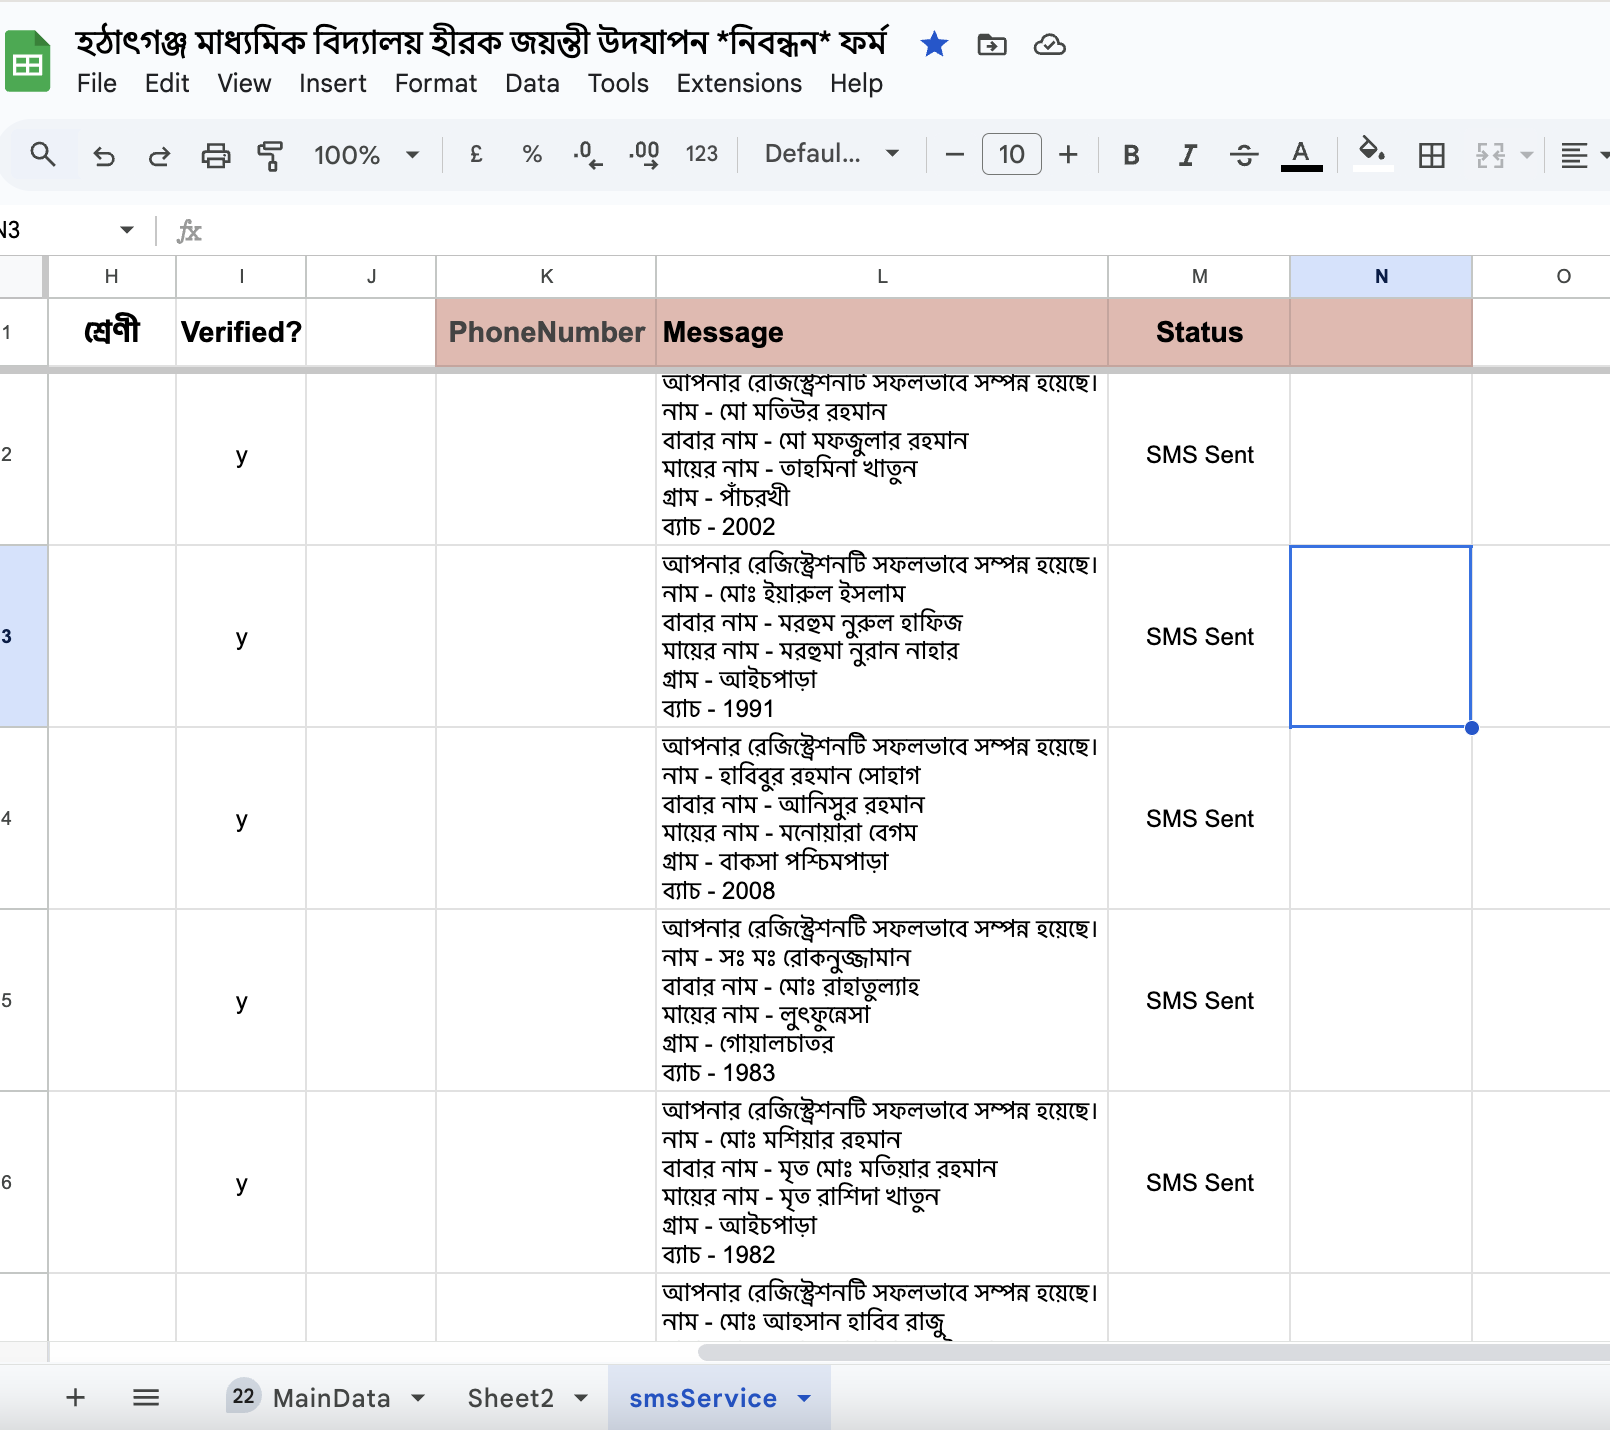 হঠাৎগঞ্জ মাধ্যমিক বিদ্যালয় হীরক জয়ন্তী উদযাপন *নিবন্ধন* ফর্ম
File Edit View Insert Format Data Tools Extensions Help
100% £ % .0 .00 123 Defaul... 10 B I A
N3 fx
H I J K L M N O
1 শ্রেণী Verified? PhoneNumber Message Status
আপনার রেজিস্ট্রেশনটি সফলভাবে সম্পন্ন হয়েছে।
নাম - মো মতিউর রহমান
বাবার নাম - মো মফজুলার রহমান
2 y SMS Sent
মায়ের নাম - তাহমিনা খাতুন
গ্রাম - পাঁচরখী
ব্যাচ - 2002
আপনার রেজিস্ট্রেশনটি সফলভাবে সম্পন্ন হয়েছে।
নাম - মোঃ ইয়ারুল ইসলাম
বাবার নাম - মরহুম নুরুল হাফিজ
3 y SMS Sent
মায়ের নাম - মরহুমা নুরান নাহার
গ্রাম - আইচপাড়া
ব্যাচ - 1991
আপনার রেজিস্ট্রেশনটি সফলভাবে সম্পন্ন হয়েছে।
নাম - হাবিবুর রহমান সোহাগ
বাবার নাম - আনিসুর রহমান
4 y SMS Sent
মায়ের নাম - মনোয়ারা বেগম
গ্রাম - বাকসা পশ্চিমপাড়া
ব্যাচ - 2008
আপনার রেজিস্ট্রেশনটি সফলভাবে সম্পন্ন হয়েছে।
নাম - সঃ মঃ রোকনুজ্জামান
বাবার নাম - মোঃ রাহাতুল্যাহ
5 y SMS Sent
মায়ের নাম - লুৎফুন্নেসা
গ্রাম - গোয়ালচাতর
ব্যাচ - 1983
আপনার রেজিস্ট্রেশনটি সফলভাবে সম্পন্ন হয়েছে।
নাম - মোঃ মশিয়ার রহমান
বাবার নাম - মৃত মোঃ মতিয়ার রহমান
6 y SMS Sent
মায়ের নাম - মৃত রাশিদা খাতুন
গ্রাম - আইচপাড়া
ব্যাচ - 1982
আপনার রেজিস্ট্রেশনটি সফলভাবে সম্পন্ন হয়েছে।
নাম - মোঃ আহসান হাবিব রাজু
22 MainData Sheet2 smsService